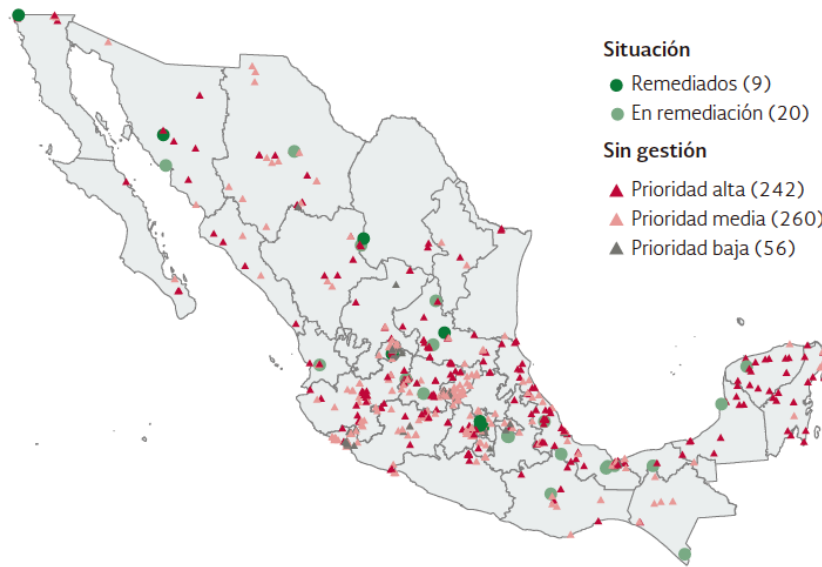 Situación
Remediados (9)
En remediación (20)
Sin gestión
Prioridad alta (242)
Prioridad media (260)
Prioridad baja (56)